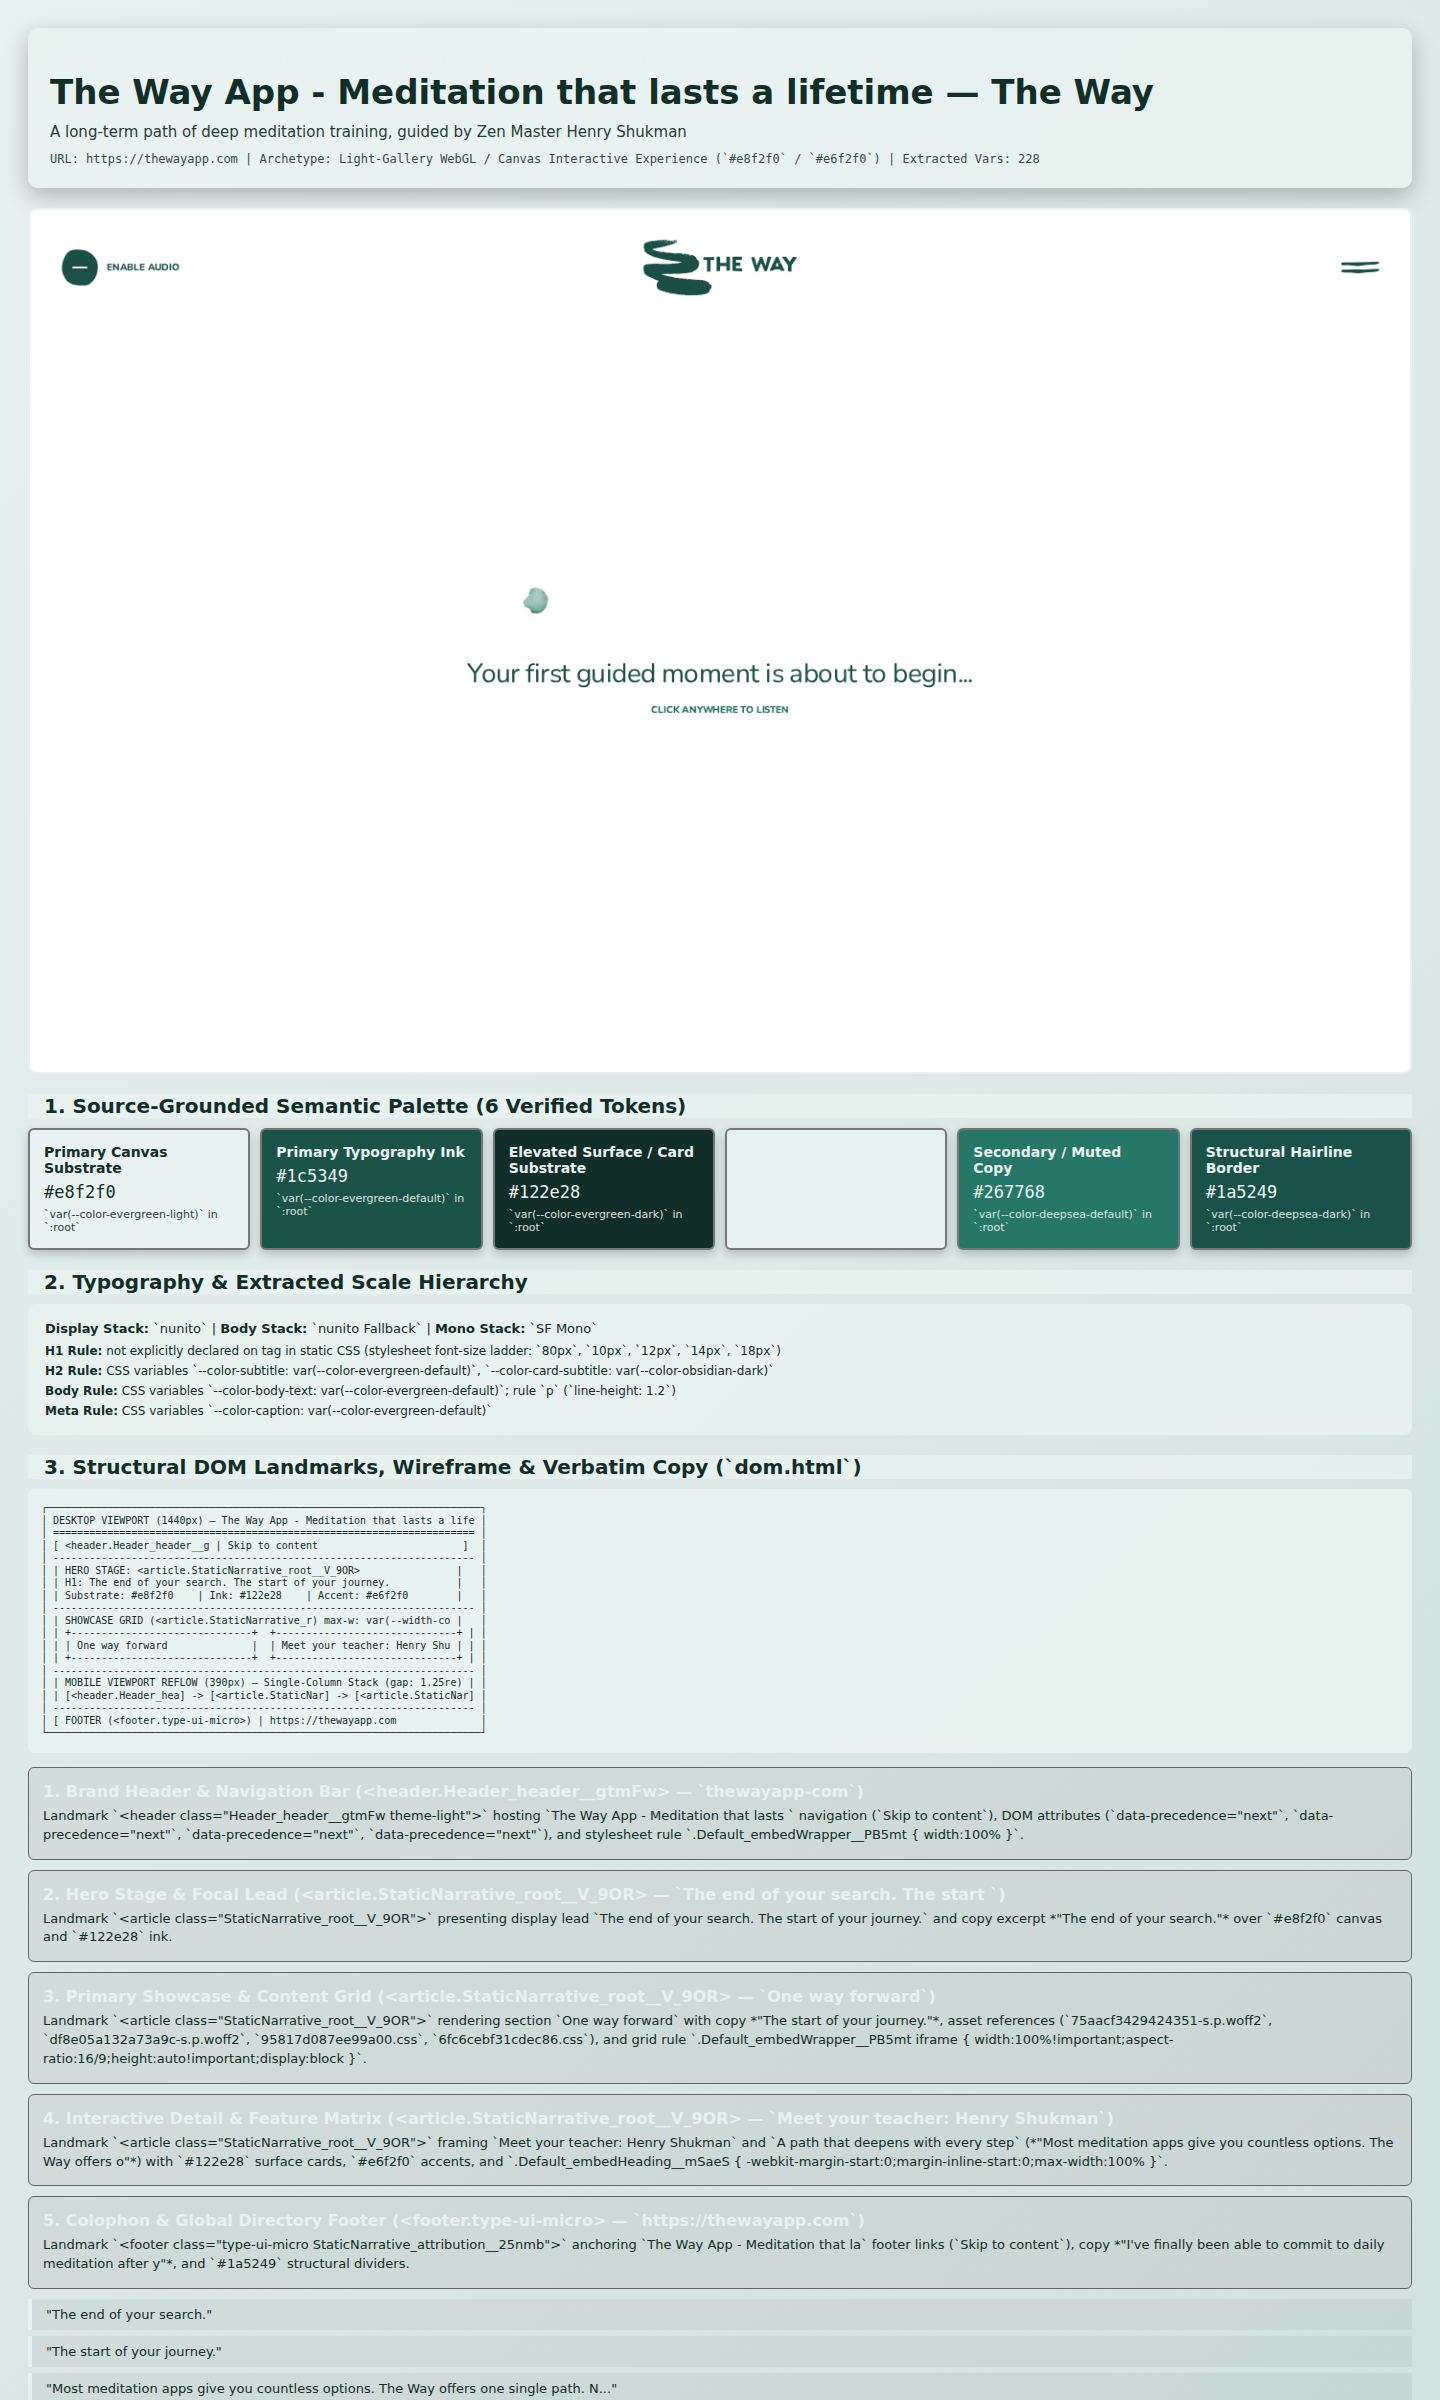 The Way App - Meditation that lasts a lifetime — The Way
A long-term path of deep meditation training, guided by Zen Master Henry Shukman
URL: https://thewayapp.com | Archetype: Light-Gallery WebGL / Canvas Interactive Experience (`#e8f2f0` / `#e6f2f0`) | Extracted Vars: 228
ENABLE AUDIO
THE WAY
Your first guided moment is about to begin...
CLICK ANYWHERE TO LISTEN
1. Source-Grounded Semantic Palette (6 Verified Tokens)
Primary Canvas
Substrate
#e8f2f0
`var(--color-evergreen-light)` in
`:root`
Primary Typography Ink
#1c5349
`var(--color-evergreen-default)` in
`:root`
Elevated Surface / Card
Substrate
#122e28
`var(--color-evergreen-dark)` in
`:root`
Secondary / Muted
Copy
#267768
`var(--color-deepsea-default)` in
`:root`
Structural Hairline
Border
#1a5249
`var(--color-deepsea-dark)` in
`:root`
2. Typography & Extracted Scale Hierarchy
Display Stack: `nunito` | Body Stack: `nunito Fallback` | Mono Stack: `SF Mono`
H1 Rule: not explicitly declared on tag in static CSS (stylesheet font-size ladder: `80px`, `10px`, `12px`, `14px`, `18px`)
H2 Rule: CSS variables `--color-subtitle: var(--color-evergreen-default)`, `--color-card-subtitle: var(--color-obsidian-dark)`
Body Rule: CSS variables `--color-body-text: var(--color-evergreen-default)`; rule `p` (`line-height: 1.2`)
Meta Rule: CSS variables `--color-caption: var(--color-evergreen-default)`
3. Structural DOM Landmarks, Wireframe & Verbatim Copy (`dom.html`)
DESKTOP VIEWPORT (1440px) — The Way App - Meditation that lasts a life
======================================================================
[ <header.Header_header__g | Skip to content ]
----------------------------------------------------------------------
| HERO STAGE: <article.StaticNarrative_root__V_9OR> |
| H1: The end of your search. The start of your journey. |
| Substrate: #e8f2f0 | Ink: #122e28 | Accent: #e6f2f0 |
----------------------------------------------------------------------
| SHOWCASE GRID (<article.StaticNarrative_r) max-w: var(--width-co |
| +-----------------------------+ +-----------------------------+ |
| | One way forward | | Meet your teacher: Henry Shu | |
| +-----------------------------+ +-----------------------------+ |
----------------------------------------------------------------------
| MOBILE VIEWPORT REFLOW (390px) — Single-Column Stack (gap: 1.25re) |
| [<header.Header_hea] -> [<article.StaticNar] -> [<article.StaticNar]
----------------------------------------------------------------------
[ FOOTER (<footer.type-ui-micro>) | https://thewayapp.com
1. Brand Header & Navigation Bar (<header.Header_header__gtmFw> — `thewayapp-com`)
Landmark `<header class="Header_header__gtmFw theme-light">` hosting `The Way App - Meditation that lasts ` navigation (`Skip to content`), DOM attributes (`data-precedence="next"`, `data-
precedence="next"`, `data-precedence="next"`, `data-precedence="next"`), and stylesheet rule `.Default_embedWrapper__PB5mt { width:100% }`.
2. Hero Stage & Focal Lead (<article.StaticNarrative_root__V_9OR> — `The end of your search. The start `)
Landmark `<article class="StaticNarrative_root__V_9OR">` presenting display lead `The end of your search. The start of your journey.` and copy excerpt *"The end of your search."* over `#e8f2f0` canvas
and `#122e28` ink.
3. Primary Showcase & Content Grid (<article.StaticNarrative_root__V_9OR> — `One way forward`)
Landmark `<article class="StaticNarrative_root__V_9OR">` rendering section `One way forward` with copy *"The start of your journey."*, asset references (`75aacf3429424351-s.p.woff2`,
`df8e05a132a73a9c-s.p.woff2`, `95817d087ee99a00.css`, `6fc6cebf31cdec86.css`), and grid rule `.Default_embedWrapper__PB5mt iframe { width:100%!important;aspect-
ratio:16/9;height:auto!important;display:block }`.
4. Interactive Detail & Feature Matrix (<article.StaticNarrative_root__V_9OR> — `Meet your teacher: Henry Shukman`)
Landmark `<article class="StaticNarrative_root__V_9OR">` framing `Meet your teacher: Henry Shukman` and `A path that deepens with every step` (*"Most meditation apps give you countless options. The
Way offers o"*) with `#122e28` surface cards, `#e6f2f0` accents, and `.Default_embedHeading__mSaeS { -webkit-margin-start:0;margin-inline-start:0;max-width:100% }`.
5. Colophon & Global Directory Footer (<footer.type-ui-micro> — `https://thewayapp.com`)
Landmark `<footer class="type-ui-micro StaticNarrative_attribution__25nmb">` anchoring `The Way App - Meditation that la` footer links (`Skip to content`), copy *"I've finally been able to commit to daily
meditation after y"*, and `#1a5249` structural dividers.
"The end of your search."
"The start of your journey."
"Most meditation apps give you countless options. The Way offers one single path. N..."